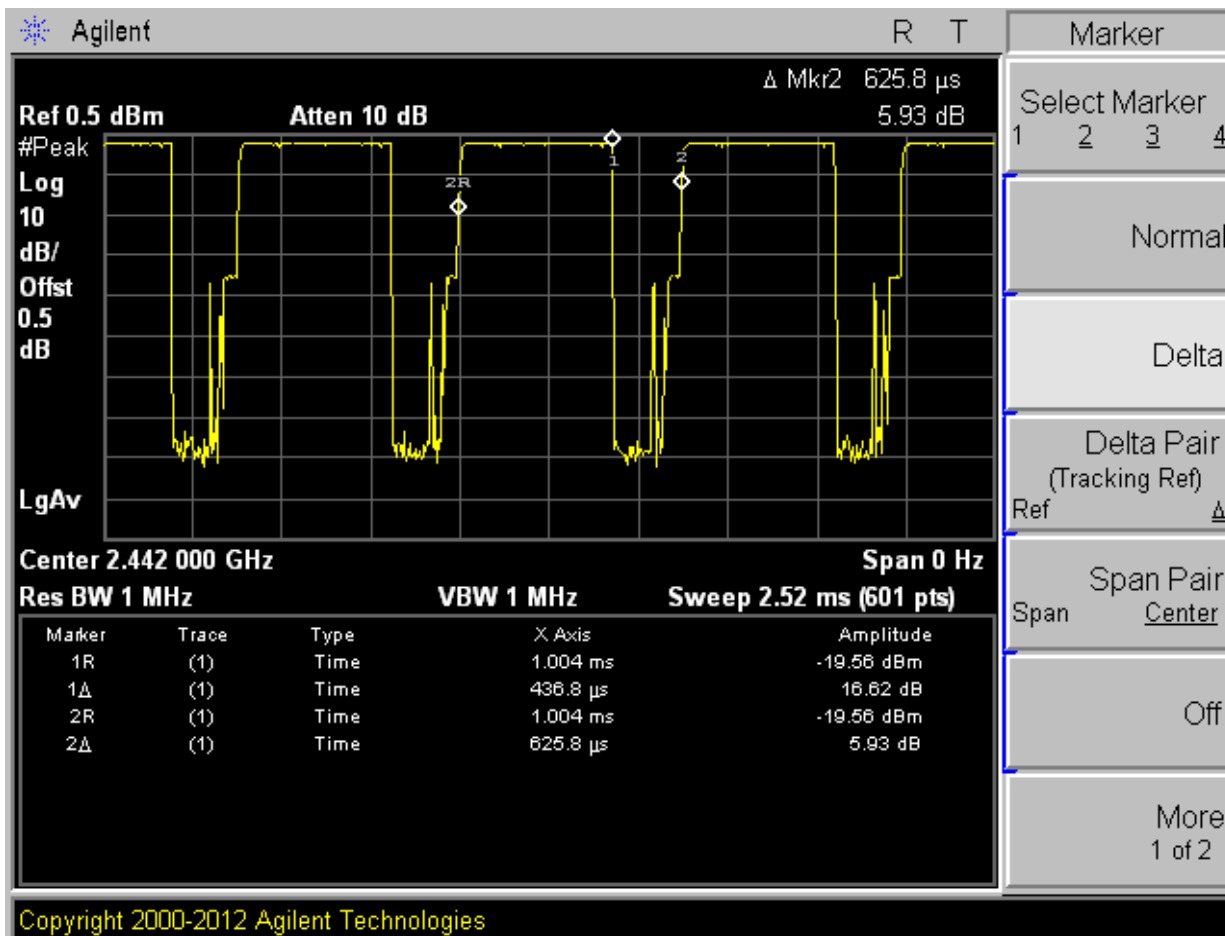 Agilent R T
Δ Mkr2 625.8 µs
Ref 0.5 dBm Atten 10 dB 5.93 dB
#Peak
Log
10
dB/
Offst
0.5
dB
LgAv
1
2
2R
Center 2.442 000 GHz Span 0 Hz
Res BW 1 MHz VBW 1 MHz Sweep 2.52 ms (601 pts)
Marker Trace Type X Axis Amplitude
1R (1) Time 1.004 ms -19.56 dBm
1Δ (1) Time 436.8 µs 16.62 dB
2R (1) Time 1.004 ms -19.56 dBm
2Δ (1) Time 625.8 µs 5.93 dB
Copyright 2000-2012 Agilent Technologies
Marker
Select Marker
1 2 3 4
Normal
Delta
Delta Pair
(Tracking Ref)
Ref Δ
Span Pair
Span Center
Off
More
1 of 2